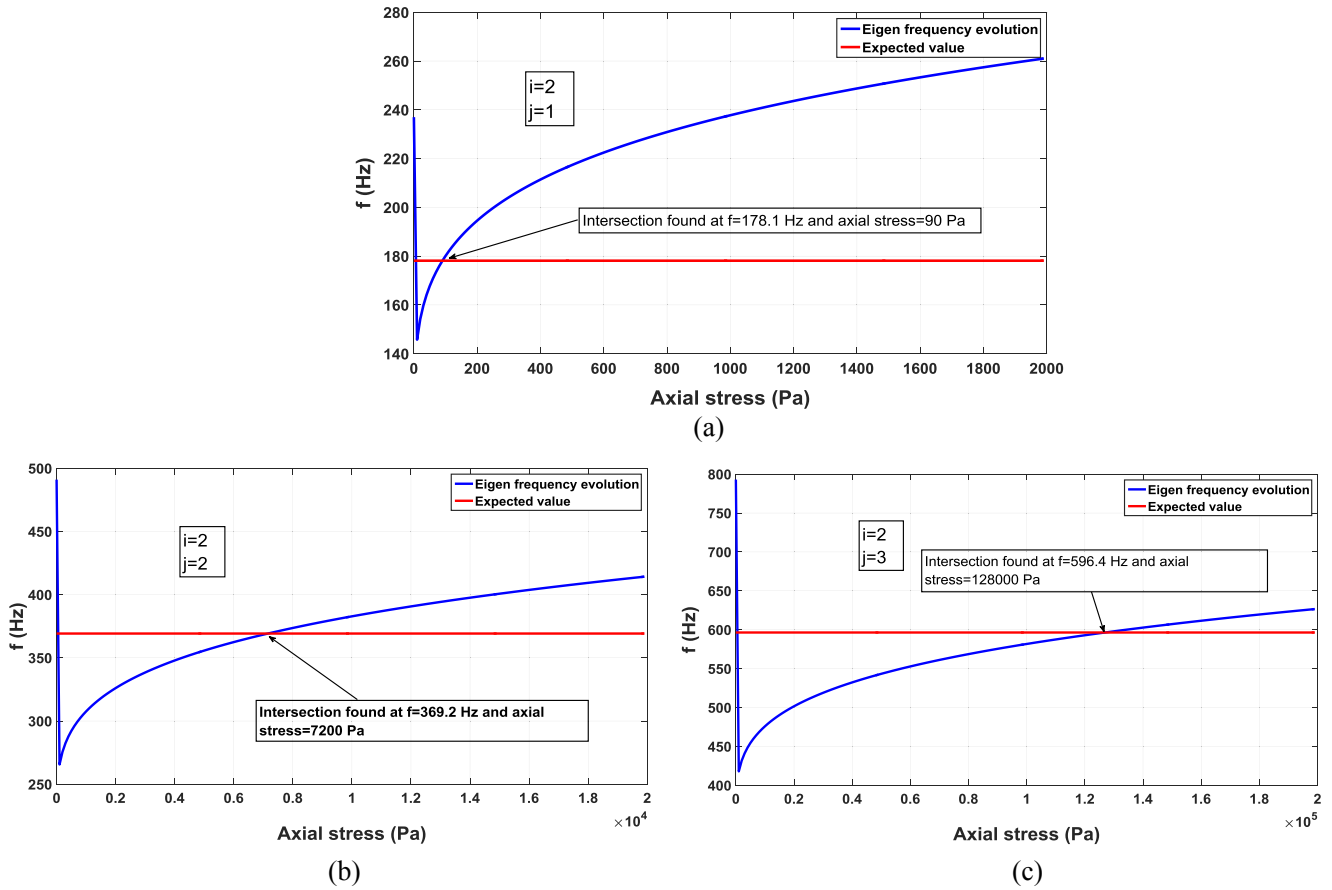 280
260
240
220
200
180
160
140
f (Hz)
Eigen frequency evolution
Expected value
i=2
j=1
Intersection found at f=178.1 Hz and axial stress=90 Pa
0 200 400 600 800 1000 1200 1400 1600 1800 2000
Axial stress (Pa)
(a)
500
450
400
350
300
250
f (Hz)
Eigen frequency evolution
Expected value
i=2
j=2
Intersection found at f=369.2 Hz and axial
stress=7200 Pa
0 0.2 0.4 0.6 0.8 1 1.2 1.4 1.6 1.8 2
×10⁴
Axial stress (Pa)
(b)
800
750
700
650
600
550
500
450
400
f (Hz)
Eigen frequency evolution
Expected value
i=2
j=3
Intersection found at f=596.4 Hz and axial
stress=128000 Pa
0 0.2 0.4 0.6 0.8 1 1.2 1.4 1.6 1.8 2
×10⁵
Axial stress (Pa)
(c)